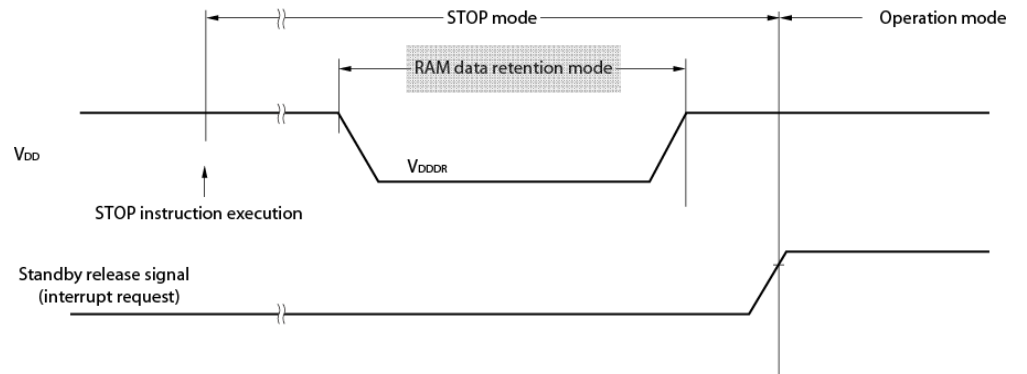 STOP mode
Operation mode
RAM data retention mode
VDD
VDDDR
STOP instruction execution
Standby release signal
(interrupt request)